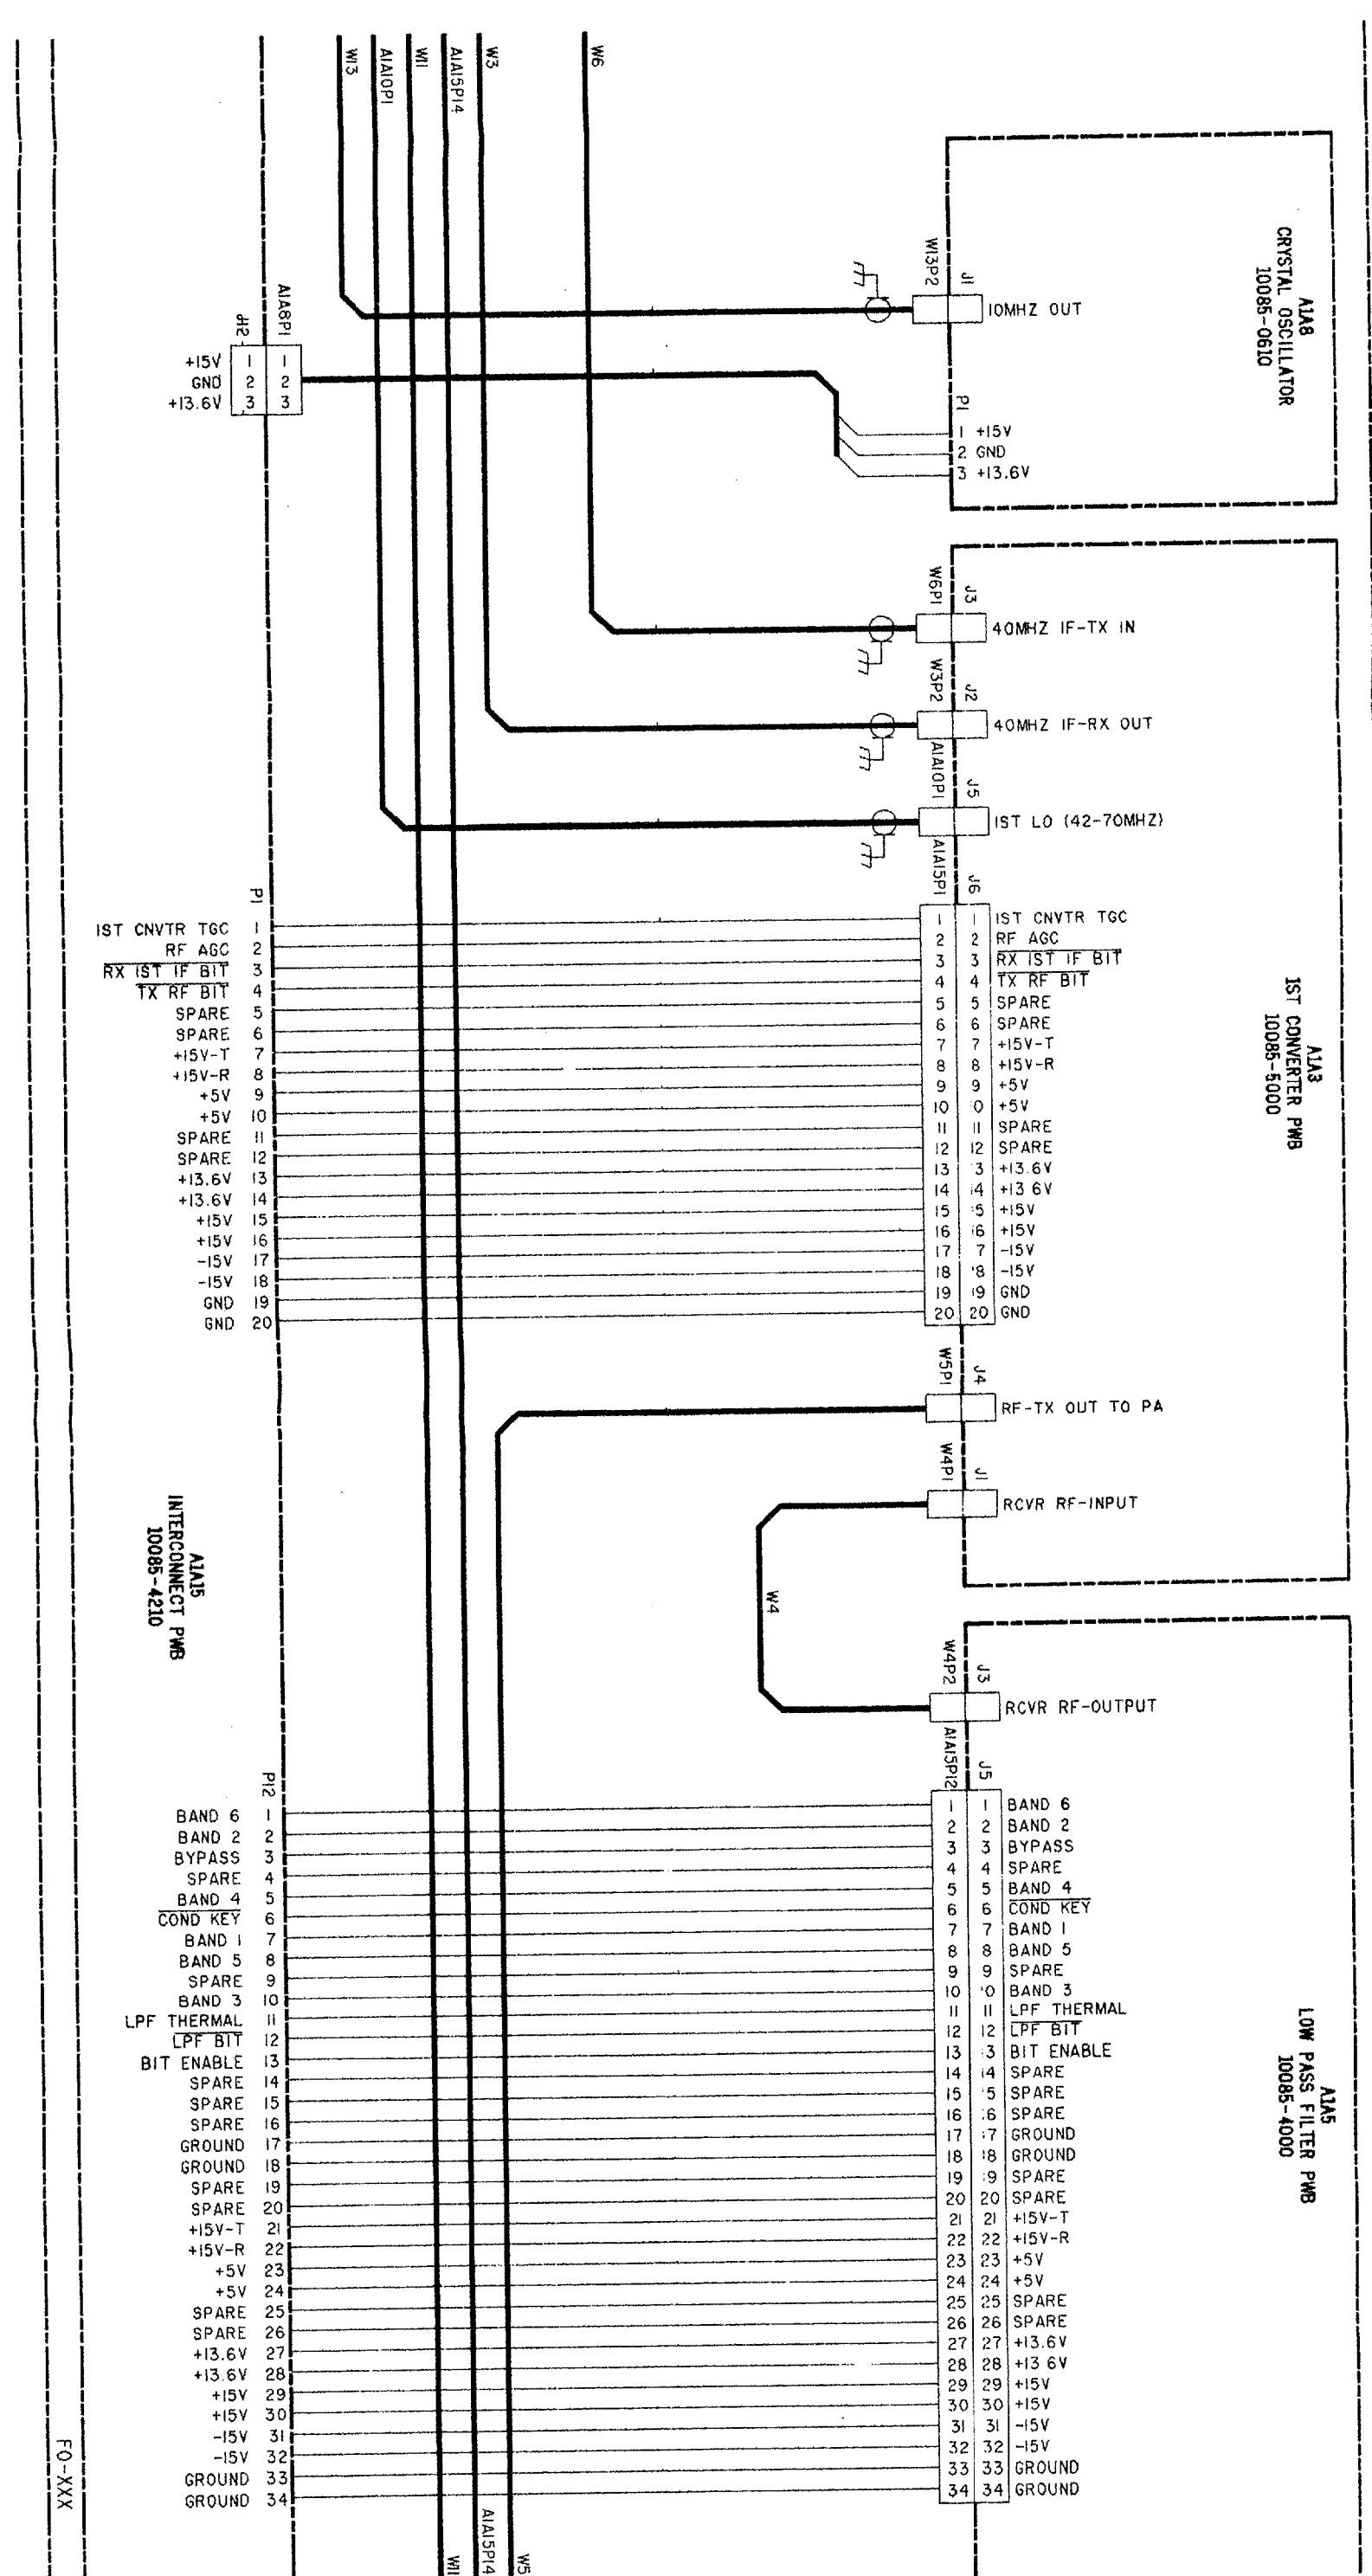 W13
A1A10P1
W11
A1A15P14
W3
W6
A1A8
CRYSTAL OSCILLATOR
10085-0610
W13P2
J1
10MHZ OUT
A1A8P1
J12
+15V 1 1
GND 2 2
+13.6V 3 3
P1
1 +15V
2 GND
3 +13.6V
A1A3
1ST CONVERTER PWB
10085-5000
W6P1
J3
40MHZ IF-TX IN
W3P2
J2
40MHZ IF-RX OUT
A1A10P1
J5
1ST LO (42-70MHZ)
P1
A1A15P1
J6
1ST CNVTR TGC 1 1 1 1ST CNVTR TGC
RF AGC 2 2 2 RF AGC
RX 1ST IF BIT 3 3 3 RX 1ST IF BIT
TX RF BIT 4 4 4 TX RF BIT
SPARE 5 5 5 SPARE
SPARE 6 6 6 SPARE
+15V-T 7 7 7 +15V-T
+15V-R 8 8 8 +15V-R
+5V 9 9 9 +5V
+5V 10 10 0 +5V
SPARE 11 11 11 SPARE
SPARE 12 12 12 SPARE
+13.6V 13 13 3 +13.6V
+13.6V 14 14 14 +13 6V
+15V 15 15 5 +15V
+15V 16 16 16 +15V
-15V 17 17 7 -15V
-15V 18 18 18 -15V
GND 19 19 19 GND
GND 20 20 20 GND
W5P1
J4
RF-TX OUT TO PA
W4P1
J1
RCVR RF-INPUT
W4
A1A15
INTERCONNECT PWB
10085-4210
A1A5
LOW PASS FILTER PWB
10085-4000
W4P2
J3
RCVR RF-OUTPUT
P12
A1A15P12
J5
BAND 6 1 1 1 BAND 6
BAND 2 2 2 2 BAND 2
BYPASS 3 3 3 BYPASS
SPARE 4 4 4 SPARE
BAND 4 5 5 5 BAND 4
COND KEY 6 6 6 COND KEY
BAND 1 7 7 7 BAND 1
BAND 5 8 8 8 BAND 5
SPARE 9 9 9 SPARE
BAND 3 10 10 10 BAND 3
LPF THERMAL 11 11 11 LPF THERMAL
LPF BIT 12 12 12 LPF BIT
BIT ENABLE 13 13 13 BIT ENABLE
SPARE 14 14 14 SPARE
SPARE 15 15 15 SPARE
SPARE 16 16 16 SPARE
GROUND 17 17 17 GROUND
GROUND 18 18 18 GROUND
SPARE 19 19 19 SPARE
SPARE 20 20 20 SPARE
+15V-T 21 21 21 +15V-T
+15V-R 22 22 22 +15V-R
+5V 23 23 23 +5V
+5V 24 24 24 +5V
SPARE 25 25 25 SPARE
SPARE 26 26 26 SPARE
+13.6V 27 27 27 +13.6V
+13.6V 28 28 28 +13 6V
+15V 29 29 29 +15V
+15V 30 30 30 +15V
-15V 31 31 31 -15V
-15V 32 32 32 -15V
GROUND 33 33 33 GROUND
GROUND 34 34 34 GROUND
W11
A1A15P14
W5
FO-XXX